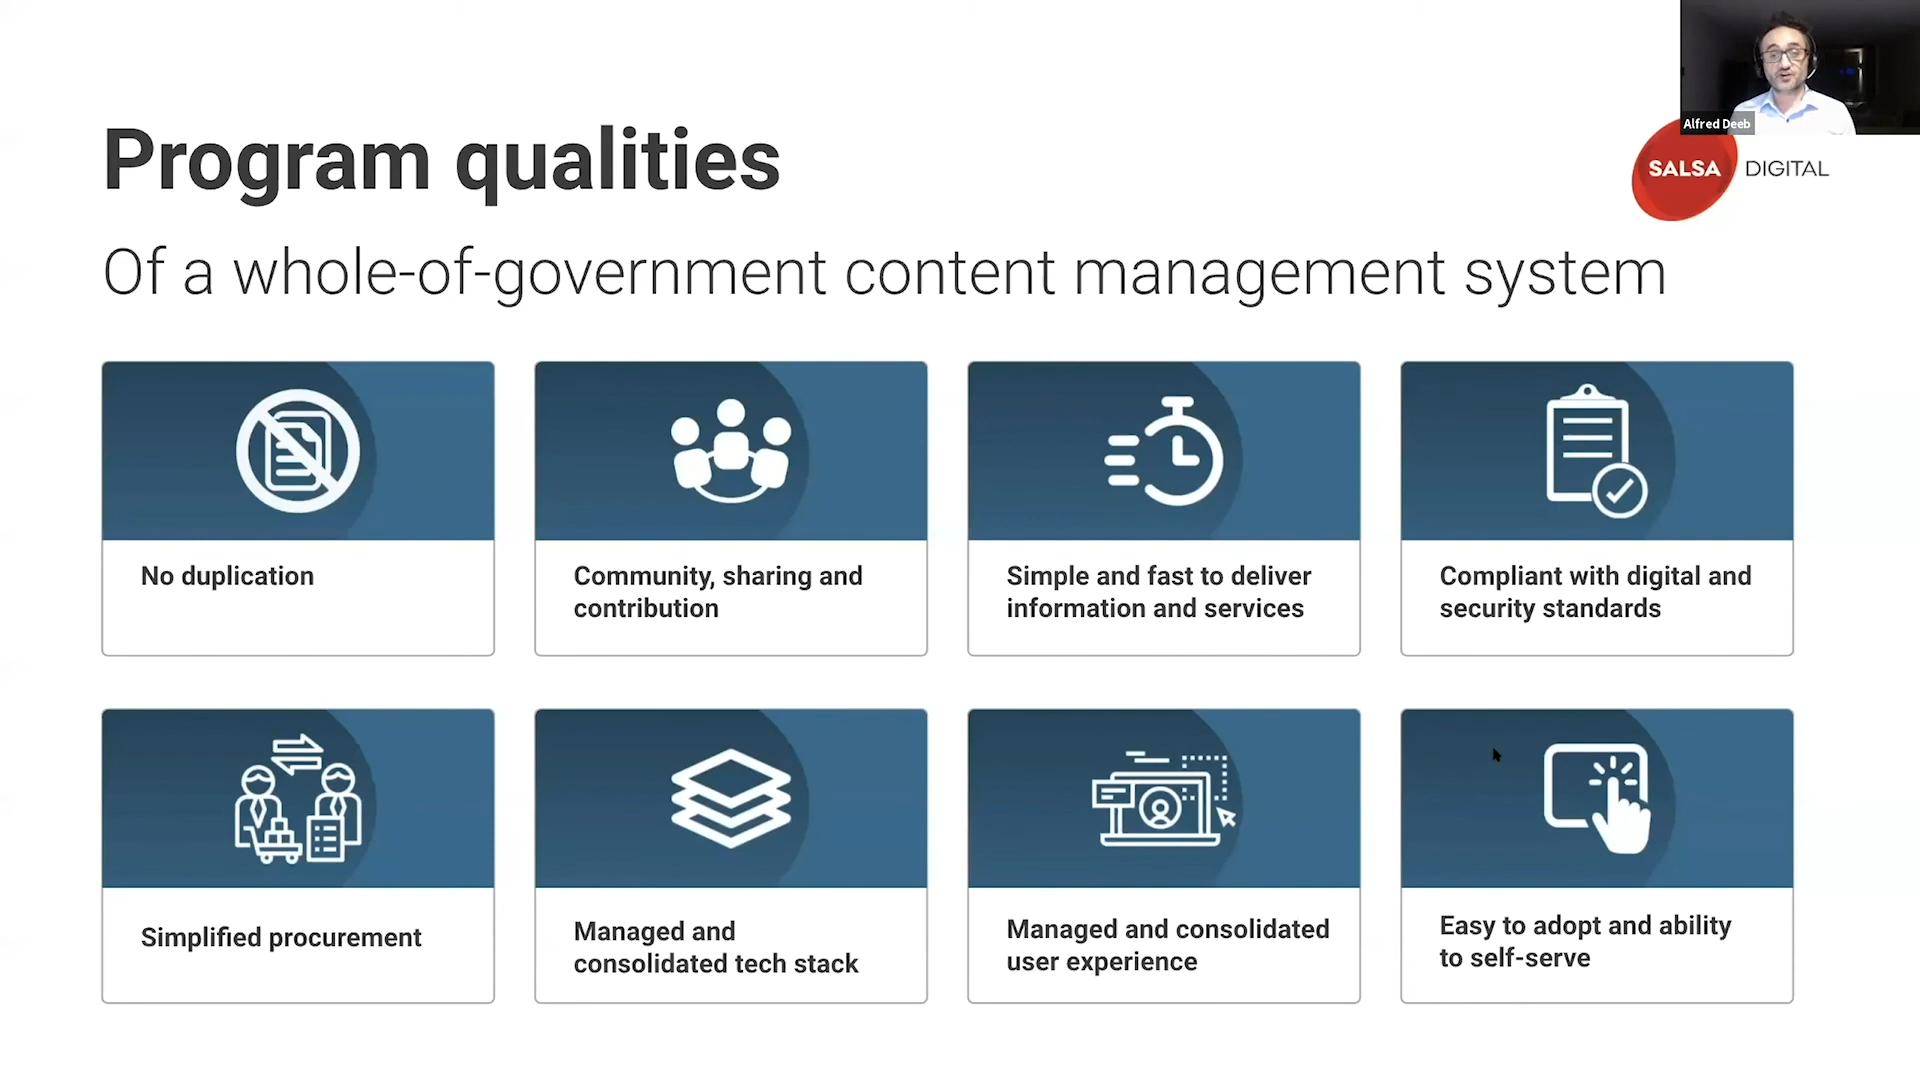 Alfred Deeb
Program qualities
SALSA DIGITAL
Of a whole-of-government content management system
No duplication
Community, sharing and
contribution
Simple and fast to deliver
information and services
Compliant with digital and
security standards
Simplified procurement
Managed and
consolidated tech stack
Managed and consolidated
user experience
Easy to adopt and ability
to self-serve